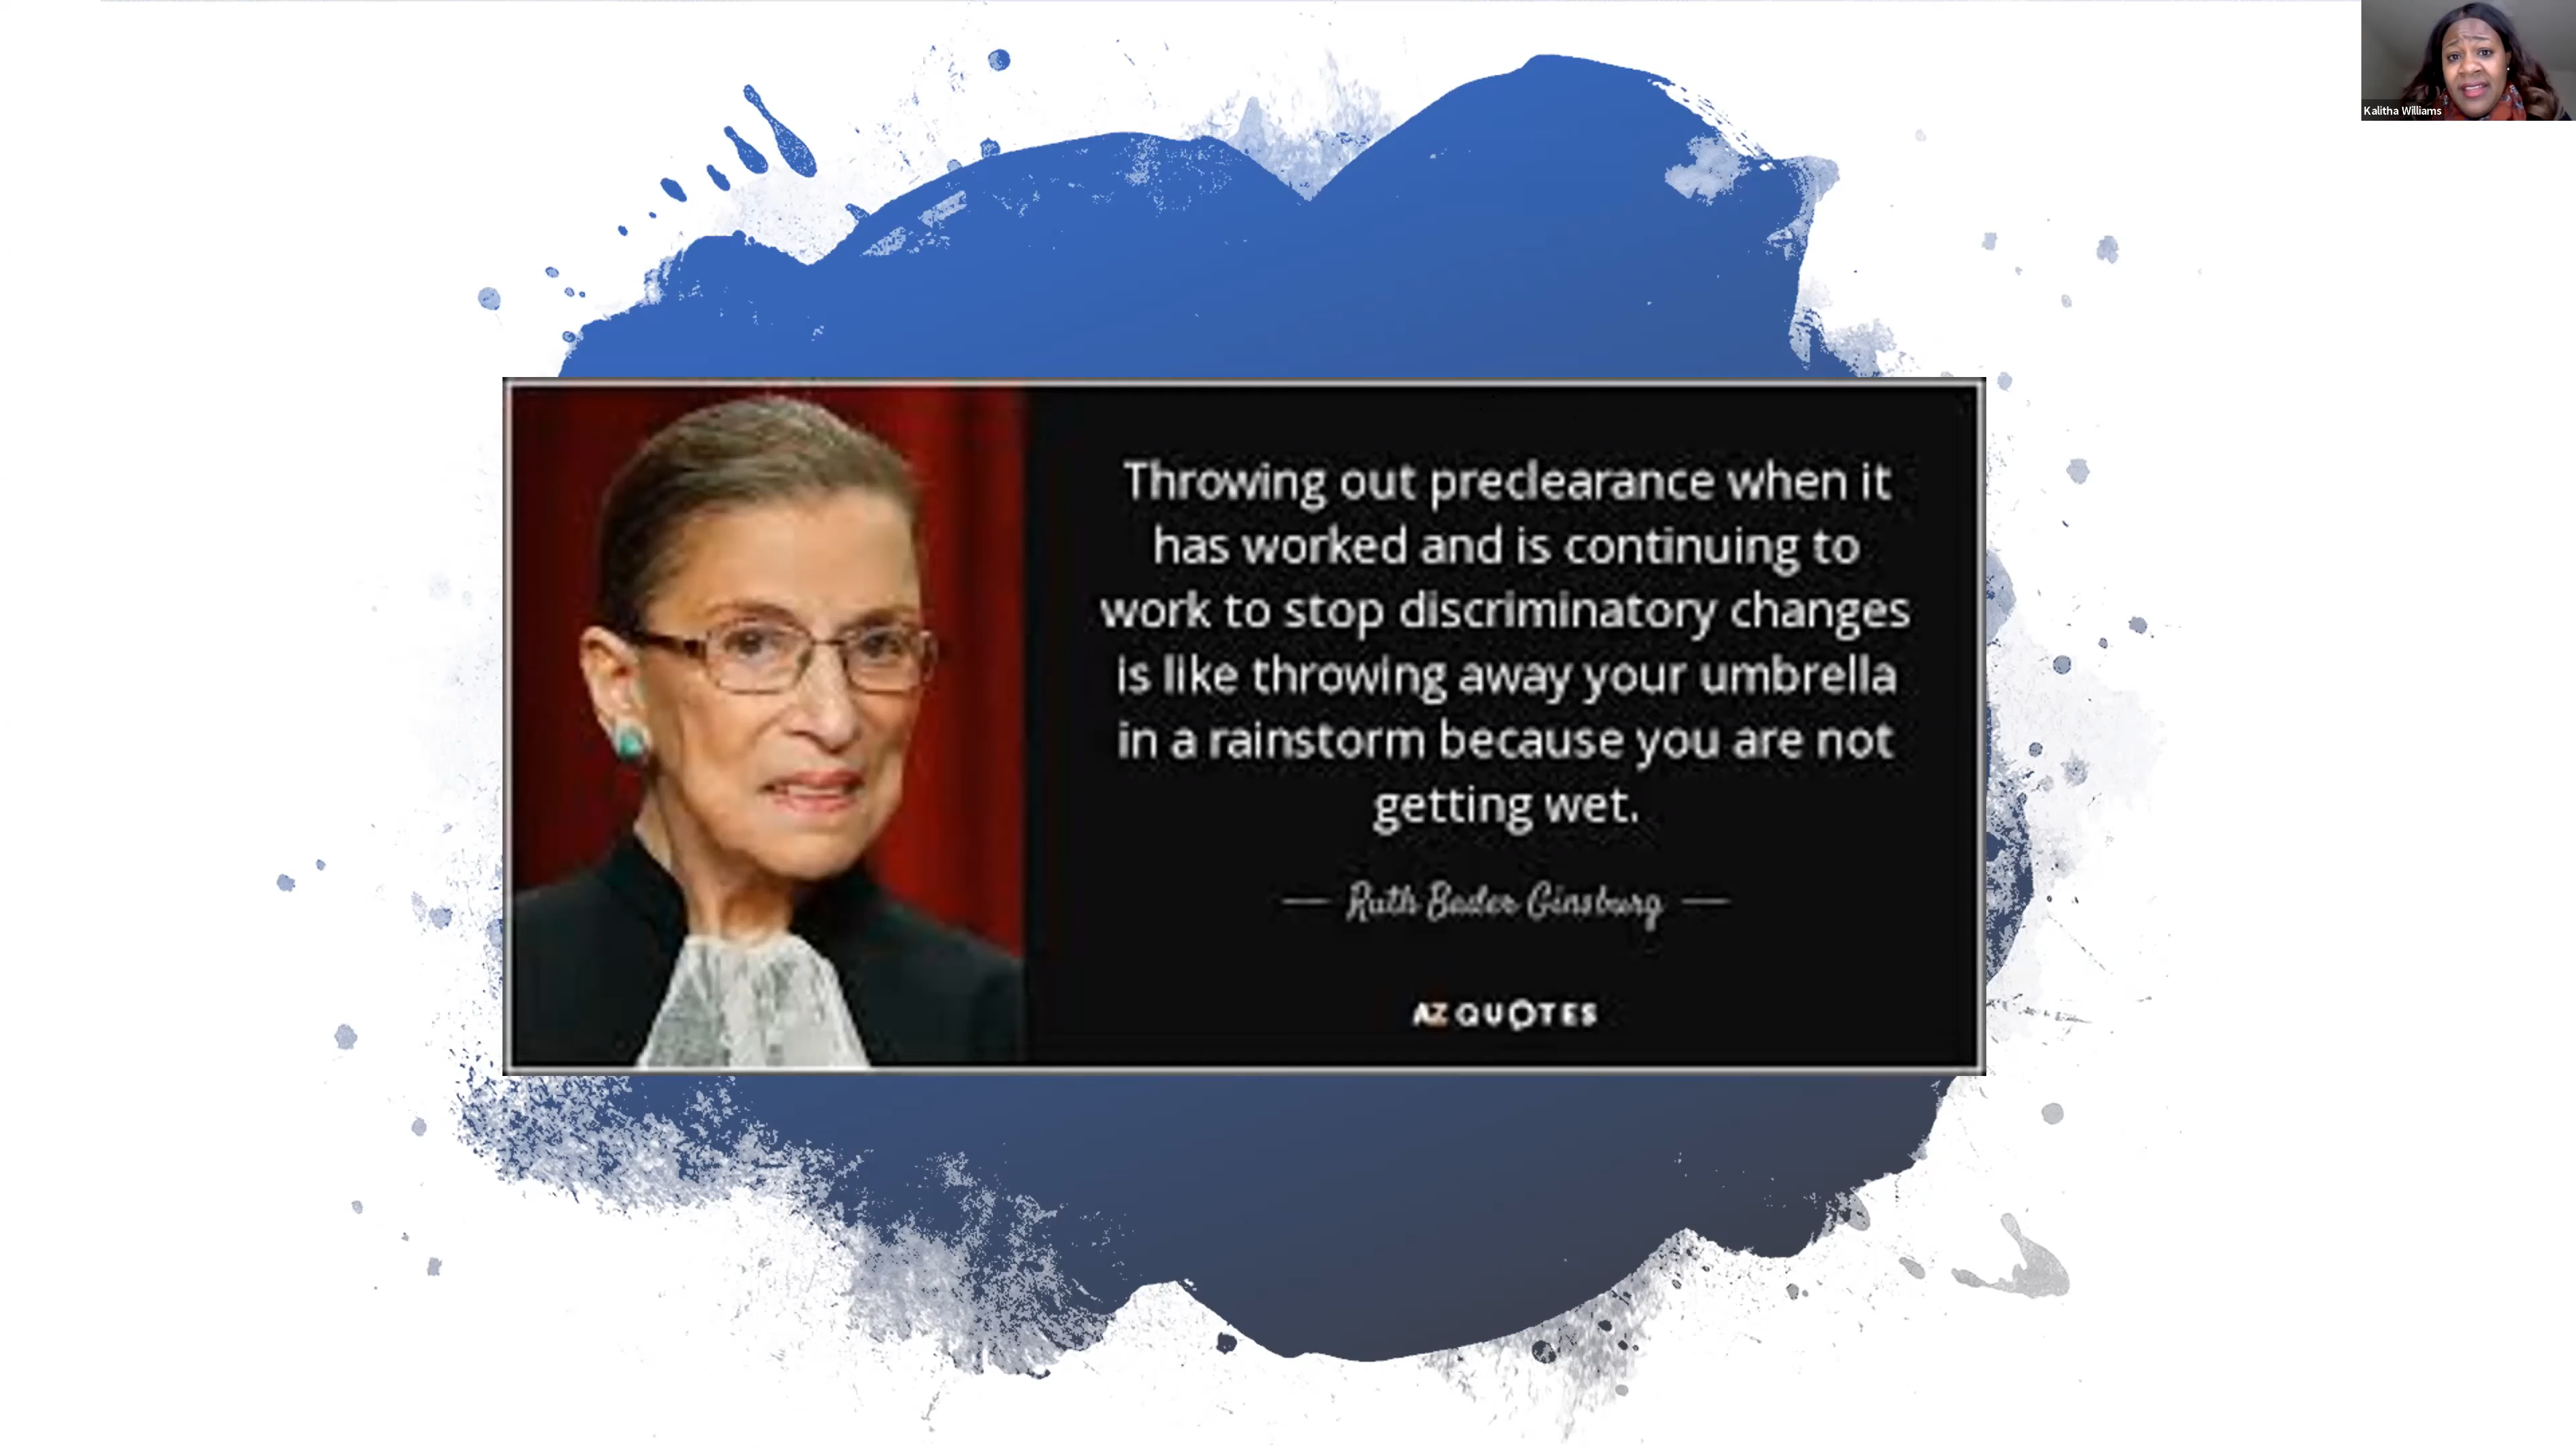 Kalitha Williams
Throwing out preclearance when it
has worked and is continuing to
work to stop discriminatory changes
is like throwing away your umbrella
in a rainstorm because you are not
getting wet.
— Ruth Bader Ginsburg —
AZ QUOTES